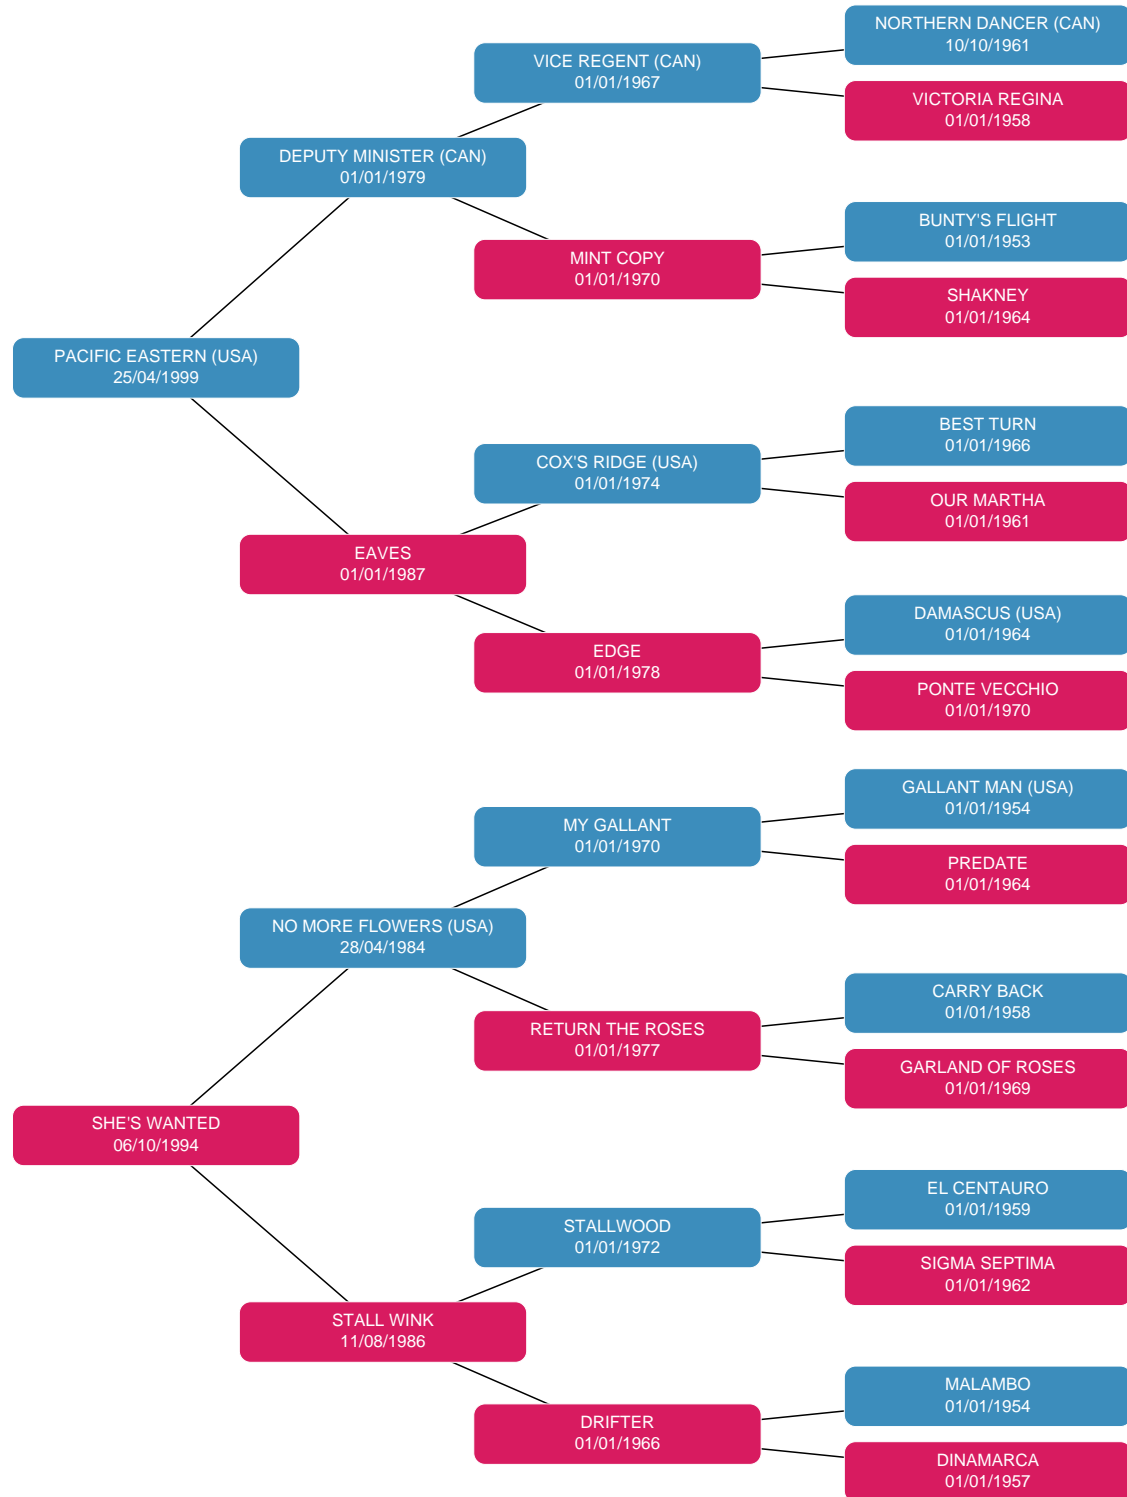 NORTHERN DANCER (CAN)
10/10/1961
VICE REGENT (CAN)
01/01/1967
VICTORIA REGINA
01/01/1958
DEPUTY MINISTER (CAN)
01/01/1979
BUNTY'S FLIGHT
01/01/1953
MINT COPY
01/01/1970
SHAKNEY
01/01/1964
PACIFIC EASTERN (USA)
25/04/1999
BEST TURN
01/01/1966
COX'S RIDGE (USA)
01/01/1974
OUR MARTHA
01/01/1961
EAVES
01/01/1987
DAMASCUS (USA)
01/01/1964
EDGE
01/01/1978
PONTE VECCHIO
01/01/1970
GALLANT MAN (USA)
01/01/1954
MY GALLANT
01/01/1970
PREDATE
01/01/1964
NO MORE FLOWERS (USA)
28/04/1984
CARRY BACK
01/01/1958
RETURN THE ROSES
01/01/1977
GARLAND OF ROSES
01/01/1969
SHE'S WANTED
06/10/1994
EL CENTAURO
01/01/1959
STALLWOOD
01/01/1972
SIGMA SEPTIMA
01/01/1962
STALL WINK
11/08/1986
MALAMBO
01/01/1954
DRIFTER
01/01/1966
DINAMARCA
01/01/1957